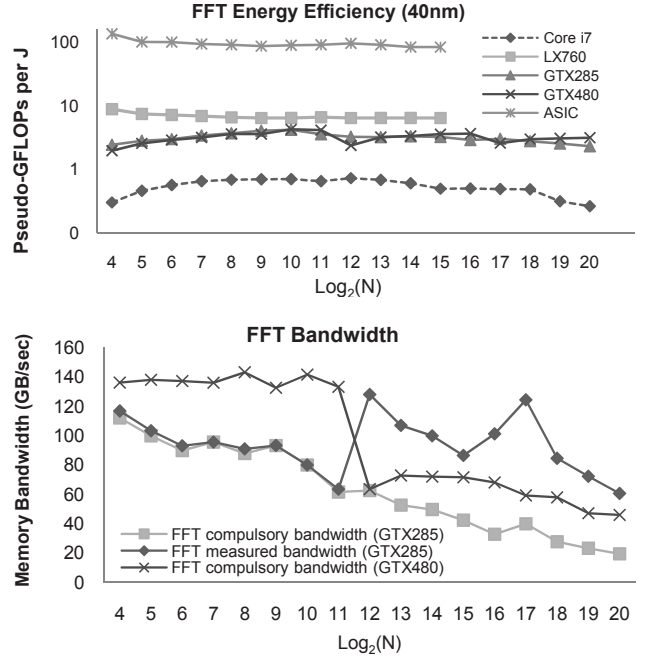 FFT Energy Efficiency (40nm)
Pseudo-GFLOPs per J
100
10
1
0
Core i7
LX760
GTX285
GTX480
ASIC
4 5 6 7 8 9 10 11 12 13 14 15 16 17 18 19 20
Log2(N)
FFT Bandwidth
Memory Bandwidth (GB/sec)
160
140
120
100
80
60
40
20
0
FFT compulsory bandwidth (GTX285)
FFT measured bandwidth (GTX285)
FFT compulsory bandwidth (GTX480)
4 5 6 7 8 9 10 11 12 13 14 15 16 17 18 19 20
Log2(N)